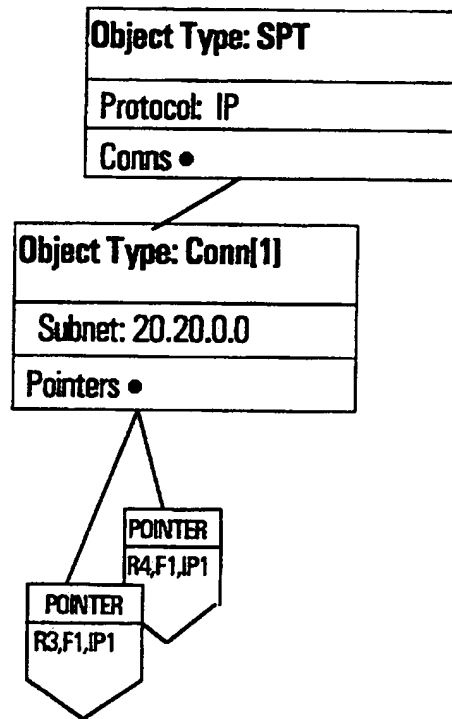 Object Type: SPT
Protocol: IP
Conns •
Object Type: Conn[1]
Subnet: 20.20.0.0
Pointers •
POINTER
R4,F1,IP1
POINTER
R3,F1,IP1